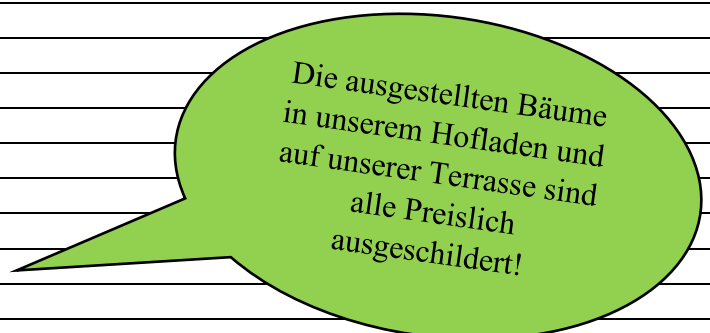 Die ausgestellten Bäume
in unserem Hofladen und
auf unserer Terrasse sind
alle Preislich
ausgeschildert!